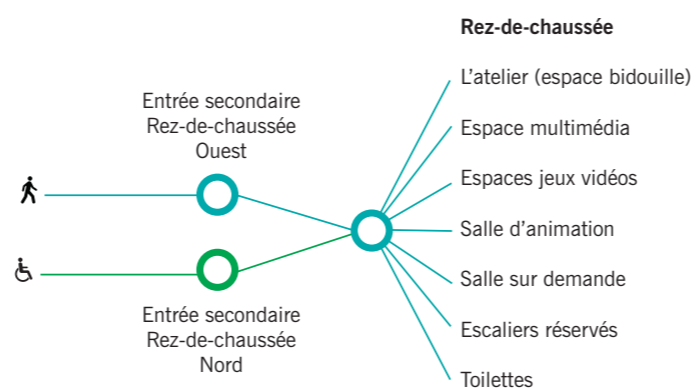 Rez-de-chaussée
L'atelier (espace bidouille)
Entrée secondaire
Rez-de-chaussée
Ouest
Espace multimédia
Espaces jeux vidéos
Salle d'animation
Salle sur demande
Entrée secondaire
Rez-de-chaussée
Nord
Escaliers réservés
Toilettes